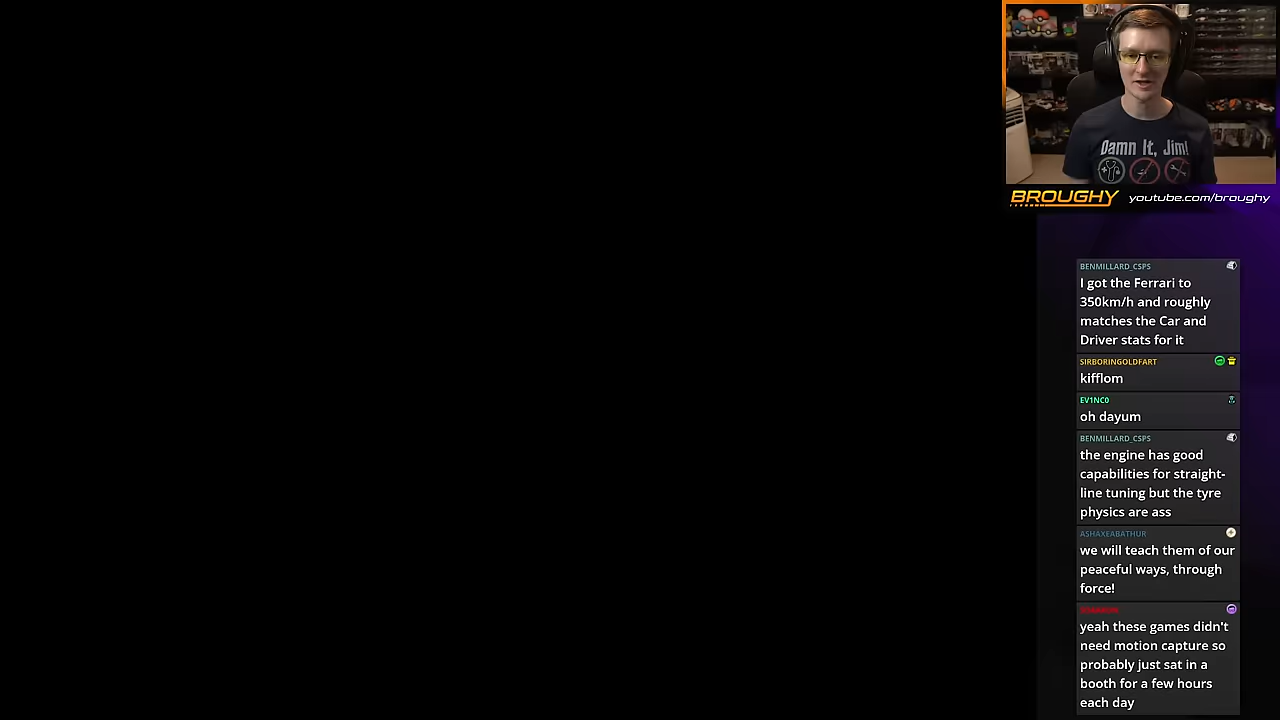 Damn It, Jim!
BROUGHY youtube.com/broughy
BENMILLARD_CSPS
I got the Ferrari to
350km/h and roughly
matches the Car and
Driver stats for it
SIRBORINGOLDFART
kifflom
EV1NC0
oh dayum
BENMILLARD_CSPS
the engine has good
capabilities for straight-
line tuning but the tyre
physics are ass
ASHAXEABATHUR
we will teach them of our
peaceful ways, through
force!
yeah these games didn't
need motion capture so
probably just sat in a
booth for a few hours
each day